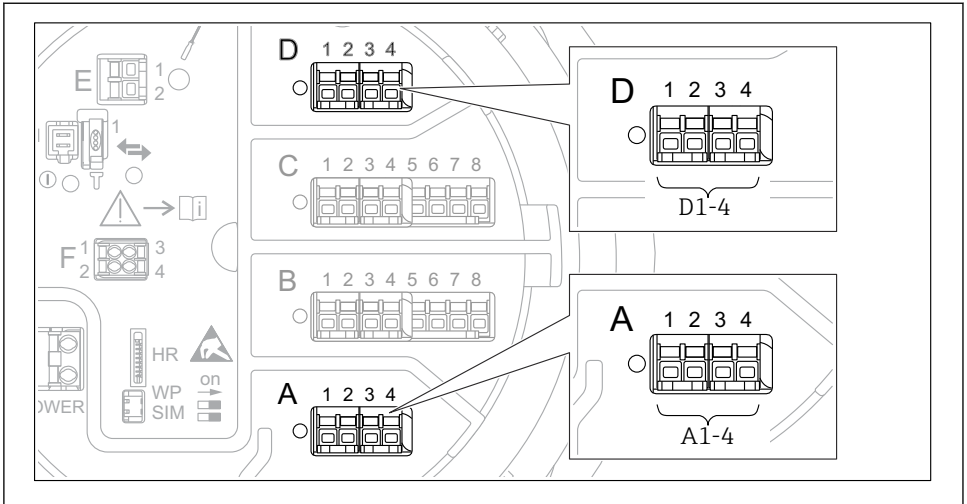 D 1 2 3 4
E 1
2
1
C 1 2 3 4 5 6 7 8
F 1 2 3 4
B 1 2 3 4 5 6 7 8
HR
WP
SIM
on
OWER
A 1 2 3 4
D 1 2 3 4
D1-4
A 1 2 3 4
A1-4
i